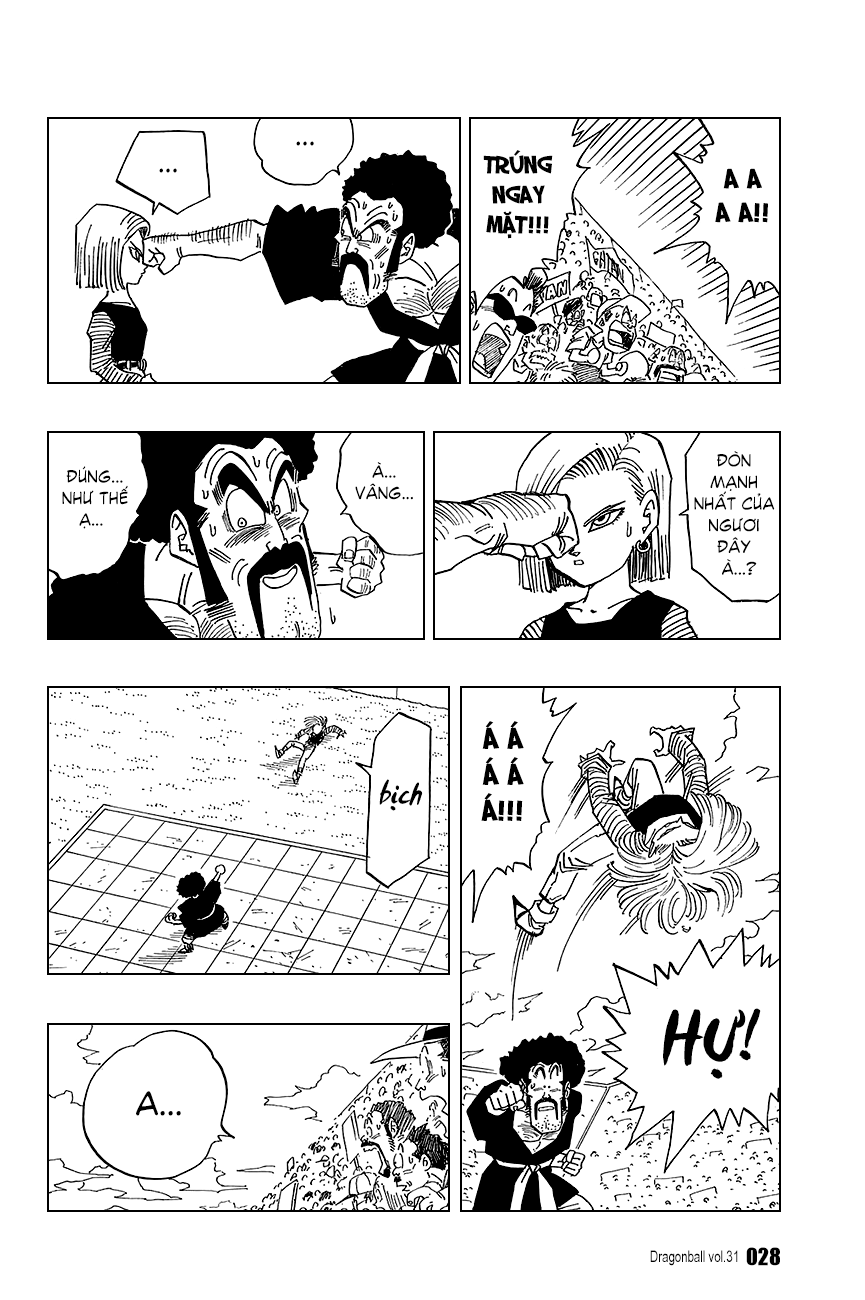 ...
...
TRÚNG
NGAY
MẶT!!!
A A
A A!!
ĐÚNG...
NHƯ THẾ
Ạ...
À...
VÂNG...
ĐÒN
MẠNH
NHẤT CỦA
NGƯƠI
ĐÂY
À...?
bịch
Á Á
Á Á
Á!!!
HỰ!
A...
Dragonball vol.31 028